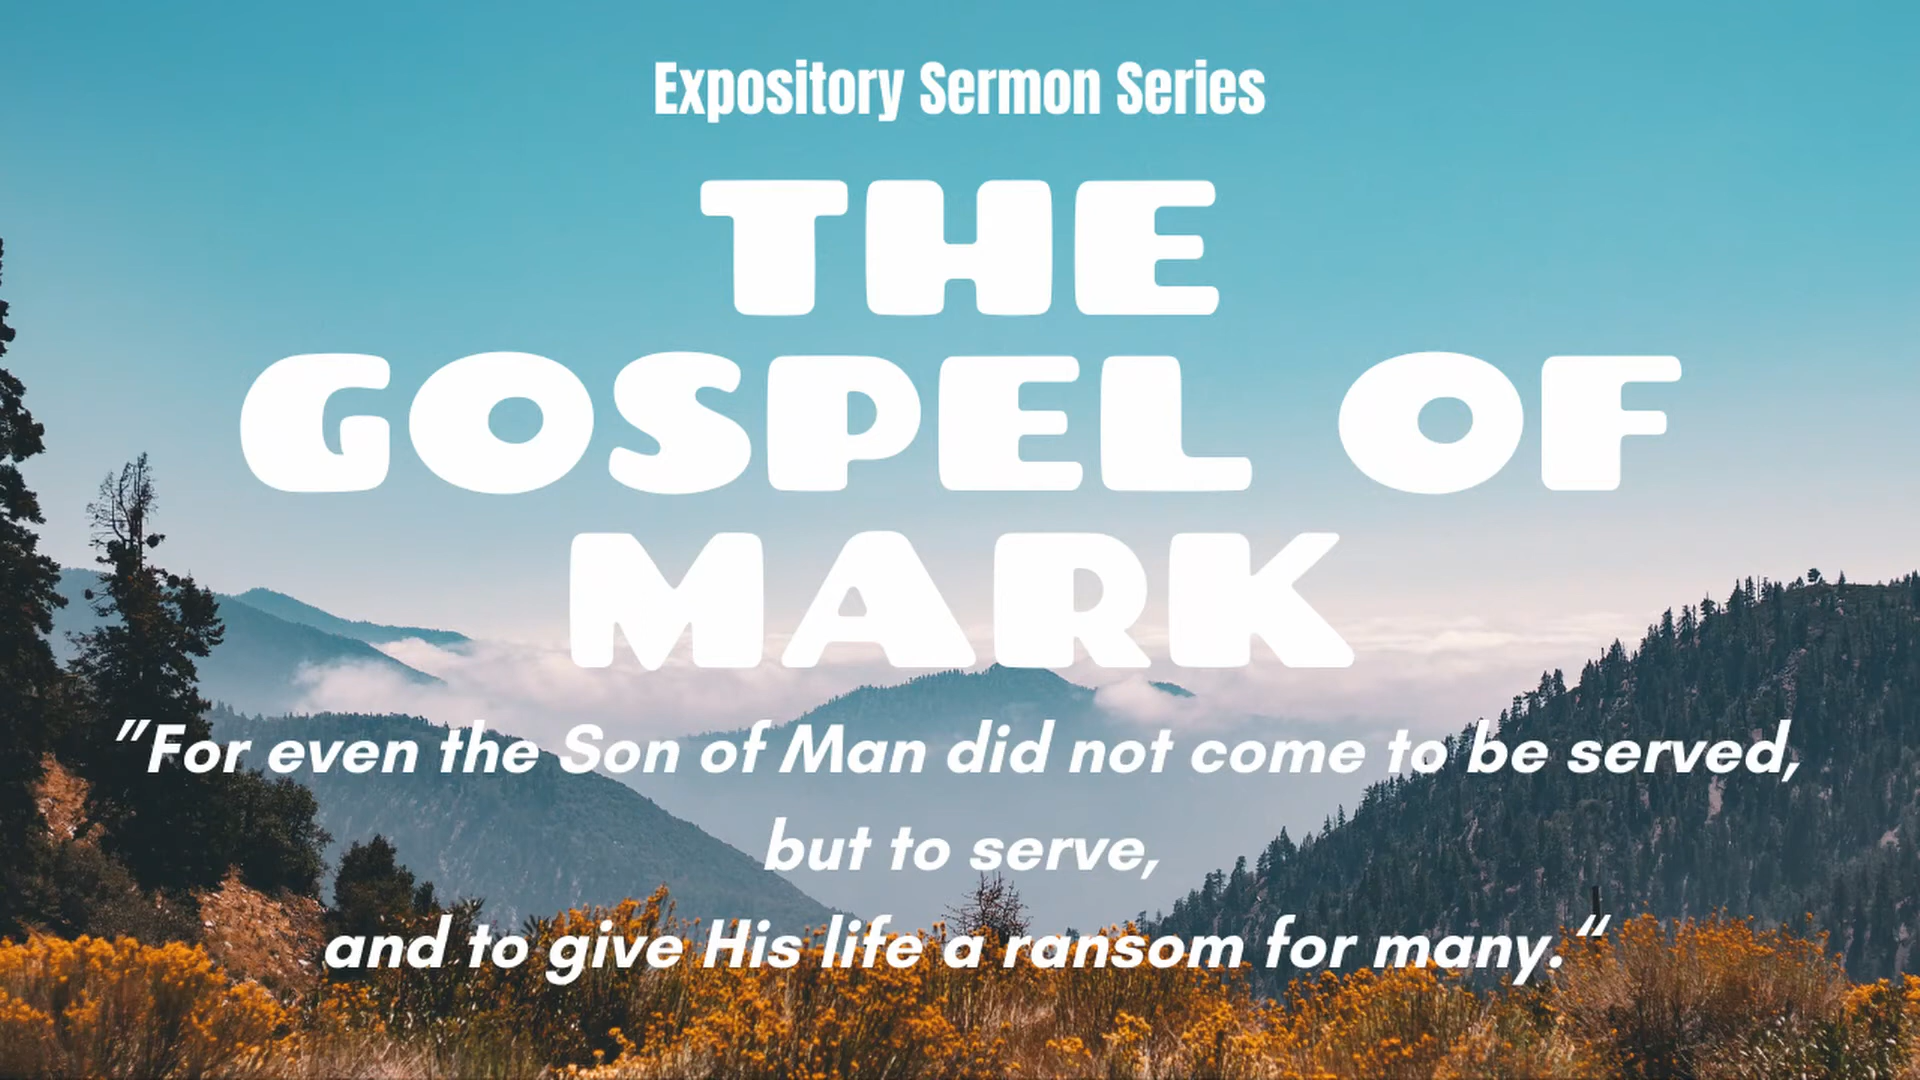 Expository Sermon Series
THE
GOSPEL OF
MARK
"For even the Son of Man did not come to be served,
but to serve,
and to give His life a ransom for many.“